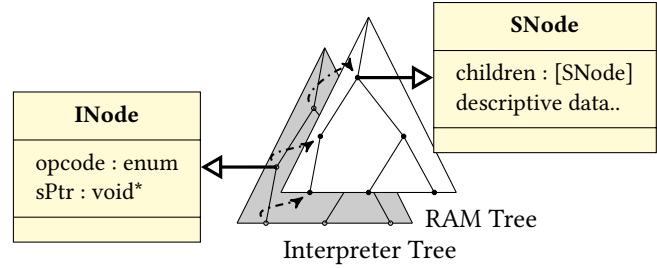 SNode
children : [SNode]
descriptive data..
INode
opcode : enum
sPtr : void*
RAM Tree
Interpreter Tree